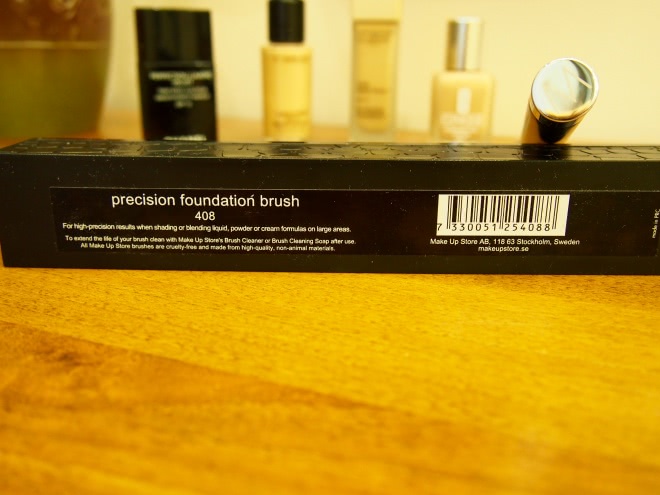 precision foundation brush
408
For high-precision results when shading or blending liquid, powder or cream formulas on large areas.
To extend the life of your brush clean with Make Up Store's Brush Cleaner or Brush Cleaning Soap after use.
All Make Up Store brushes are cruelty-free and made from high-quality, non-animal materials.
7 330051 254088
Make Up Store AB, 118 63 Stockholm, Sweden
makeupstore.se
made in PRC